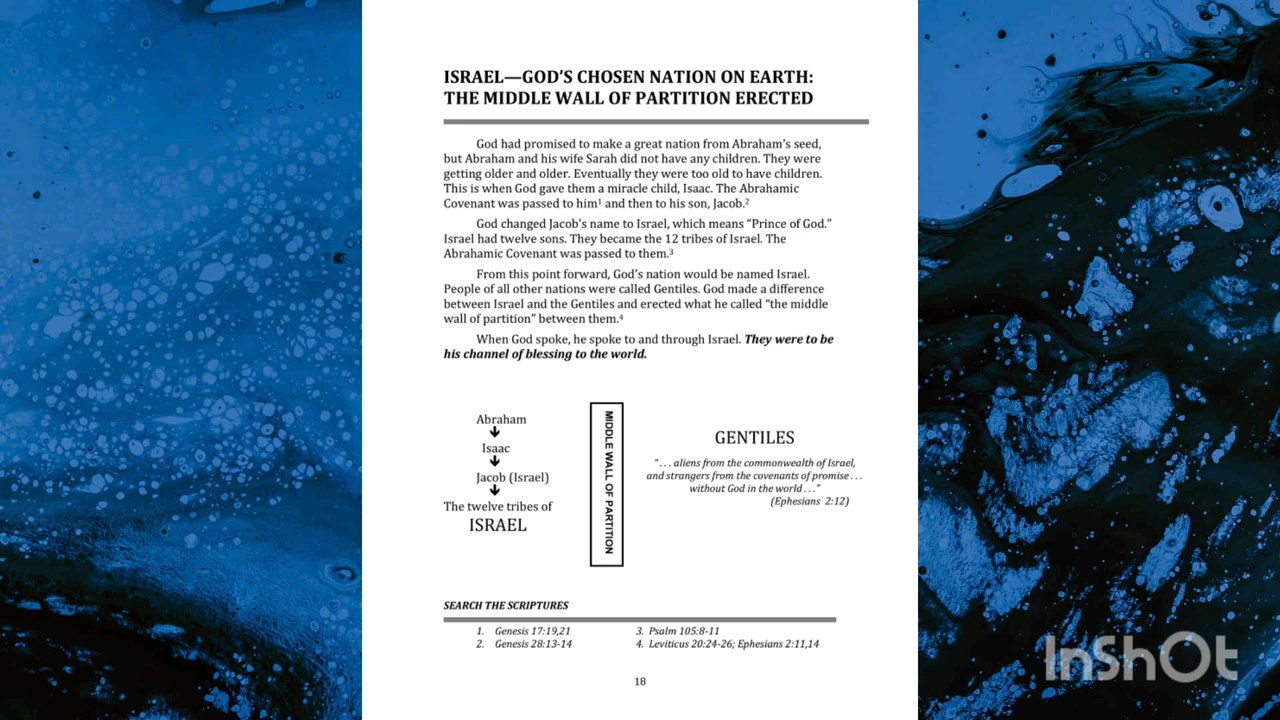 ISRAEL—GOD’S CHOSEN NATION ON EARTH:
THE MIDDLE WALL OF PARTITION ERECTED
God had promised to make a great nation from Abraham’s seed,
but Abraham and his wife Sarah did not have any children. They were
getting older and older. Eventually they were too old to have children.
This is when God gave them a miracle child, Isaac. The Abrahamic
Covenant was passed to him¹ and then to his son, Jacob.²
God changed Jacob’s name to Israel, which means “Prince of God.”
Israel had twelve sons. They became the 12 tribes of Israel. The
Abrahamic Covenant was passed to them.³
From this point forward, God’s nation would be named Israel.
People of all other nations were called Gentiles. God made a difference
between Israel and the Gentiles and erected what he called “the middle
wall of partition” between them.⁴
When God spoke, he spoke to and through Israel. They were to be
his channel of blessing to the world.
Abraham
Isaac
Jacob (Israel)
The twelve tribes of
ISRAEL
MIDDLE WALL OF PARTITION
GENTILES
“. . . aliens from the commonwealth of Israel,
and strangers from the covenants of promise . . .
without God in the world . . .”
(Ephesians 2:12)
SEARCH THE SCRIPTURES
1. Genesis 17:19,21
2. Genesis 28:13-14
3. Psalm 105:8-11
4. Leviticus 20:24-26; Ephesians 2:11,14
18
InShOt